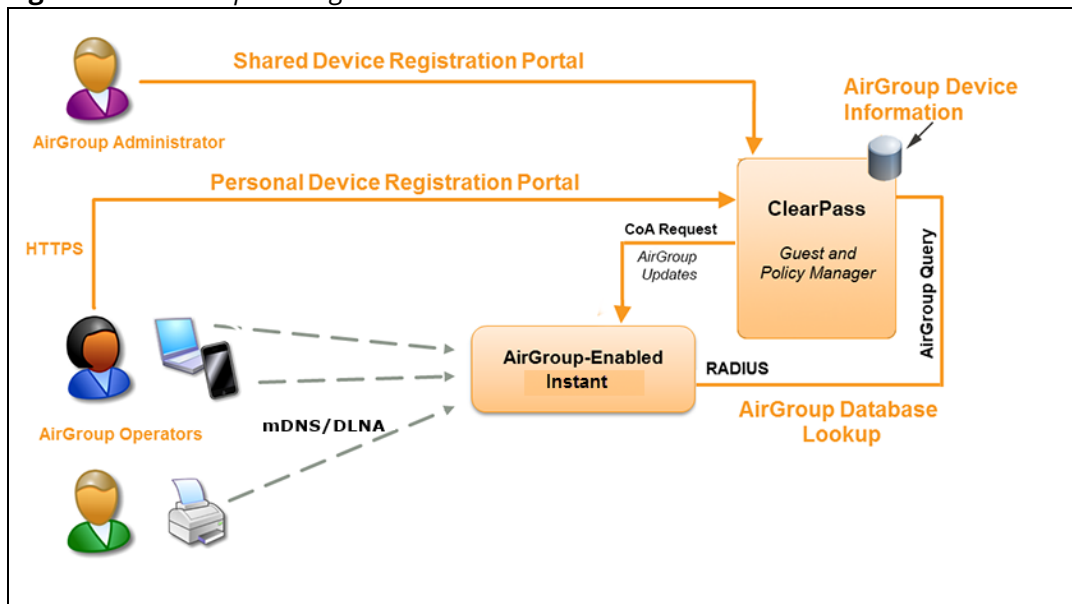 Shared Device Registration Portal
AirGroup Device
Information
AirGroup Administrator
Personal Device Registration Portal
ClearPass
Guest and
Policy Manager
CoA Request
AirGroup
Updates
HTTPS
AirGroup Query
AirGroup-Enabled
Instant
RADIUS
AirGroup Database
Lookup
mDNS/DLNA
AirGroup Operators